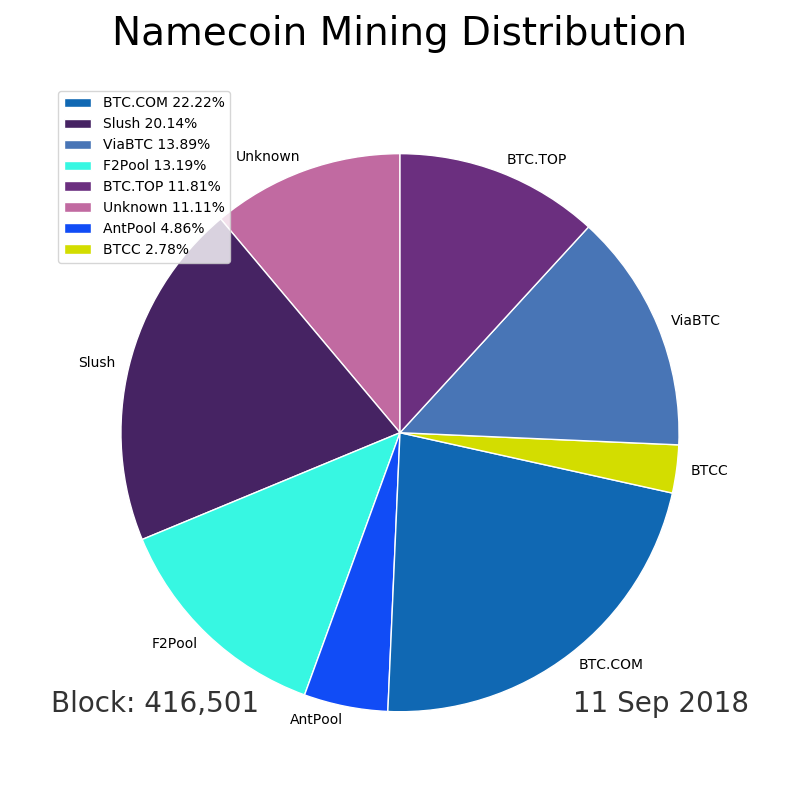 Namecoin Mining Distribution
BTC.COM 22.22%
Slush 20.14%
ViaBTC 13.89%
F2Pool 13.19%
BTC.TOP 11.81%
Unknown 11.11%
AntPool 4.86%
BTCC 2.78%
Unknown
BTC.TOP
ViaBTC
Slush
BTCC
F2Pool
BTC.COM
AntPool
Block: 416,501
11 Sep 2018